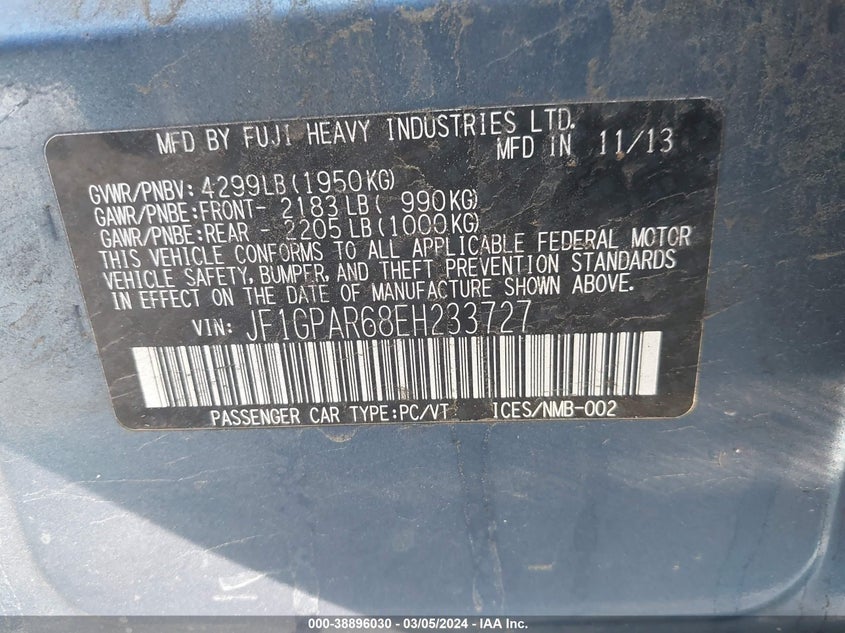 MFD BY FUJI HEAVY INDUSTRIES LTD.
MFD IN 11/13
GVWR/PNBV: 4299LB(1950KG)
GAWR/PNBE:FRONT- 2183LB( 990KG)
GAWR/PNBE:REAR - 2205LB(1000KG)
THIS VEHICLE CONFORMS TO ALL APPLICABLE FEDERAL MOTOR
VEHICLE SAFETY, BUMPER, AND THEFT PREVENTION STANDARDS
IN EFFECT ON THE DATE OF MANUFACTURE SHOWN ABOVE.
VIN: JF1GPAR68EH233727
PASSENGER CAR TYPE:PC/VT ICES/NMB-002
000-38896030 - 03/05/2024 - IAA Inc.